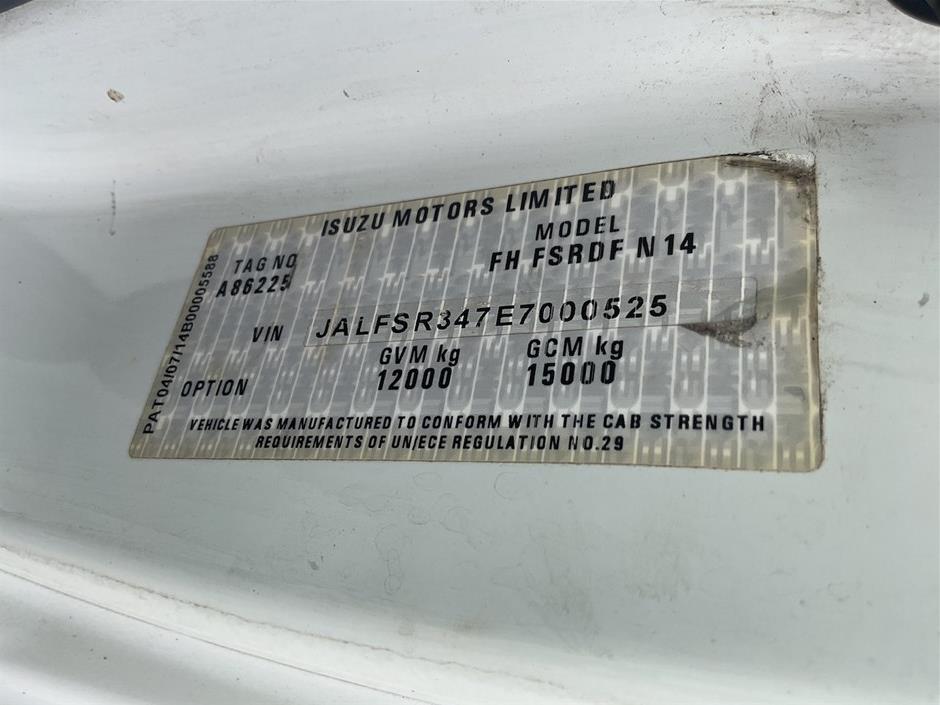 ISUZU MOTORS LIMITED
TAG NO
A86225
MODEL
FH FSRDF N14
VIN JALFSR347E7000525
OPTION
GVM kg
12000
GCM kg
15000
VEHICLE WAS MANUFACTURED TO CONFORM WITH THE CAB STRENGTH
REQUIREMENTS OF UN/ECE REGULATION NO.29
PAT04/07/14B00005588